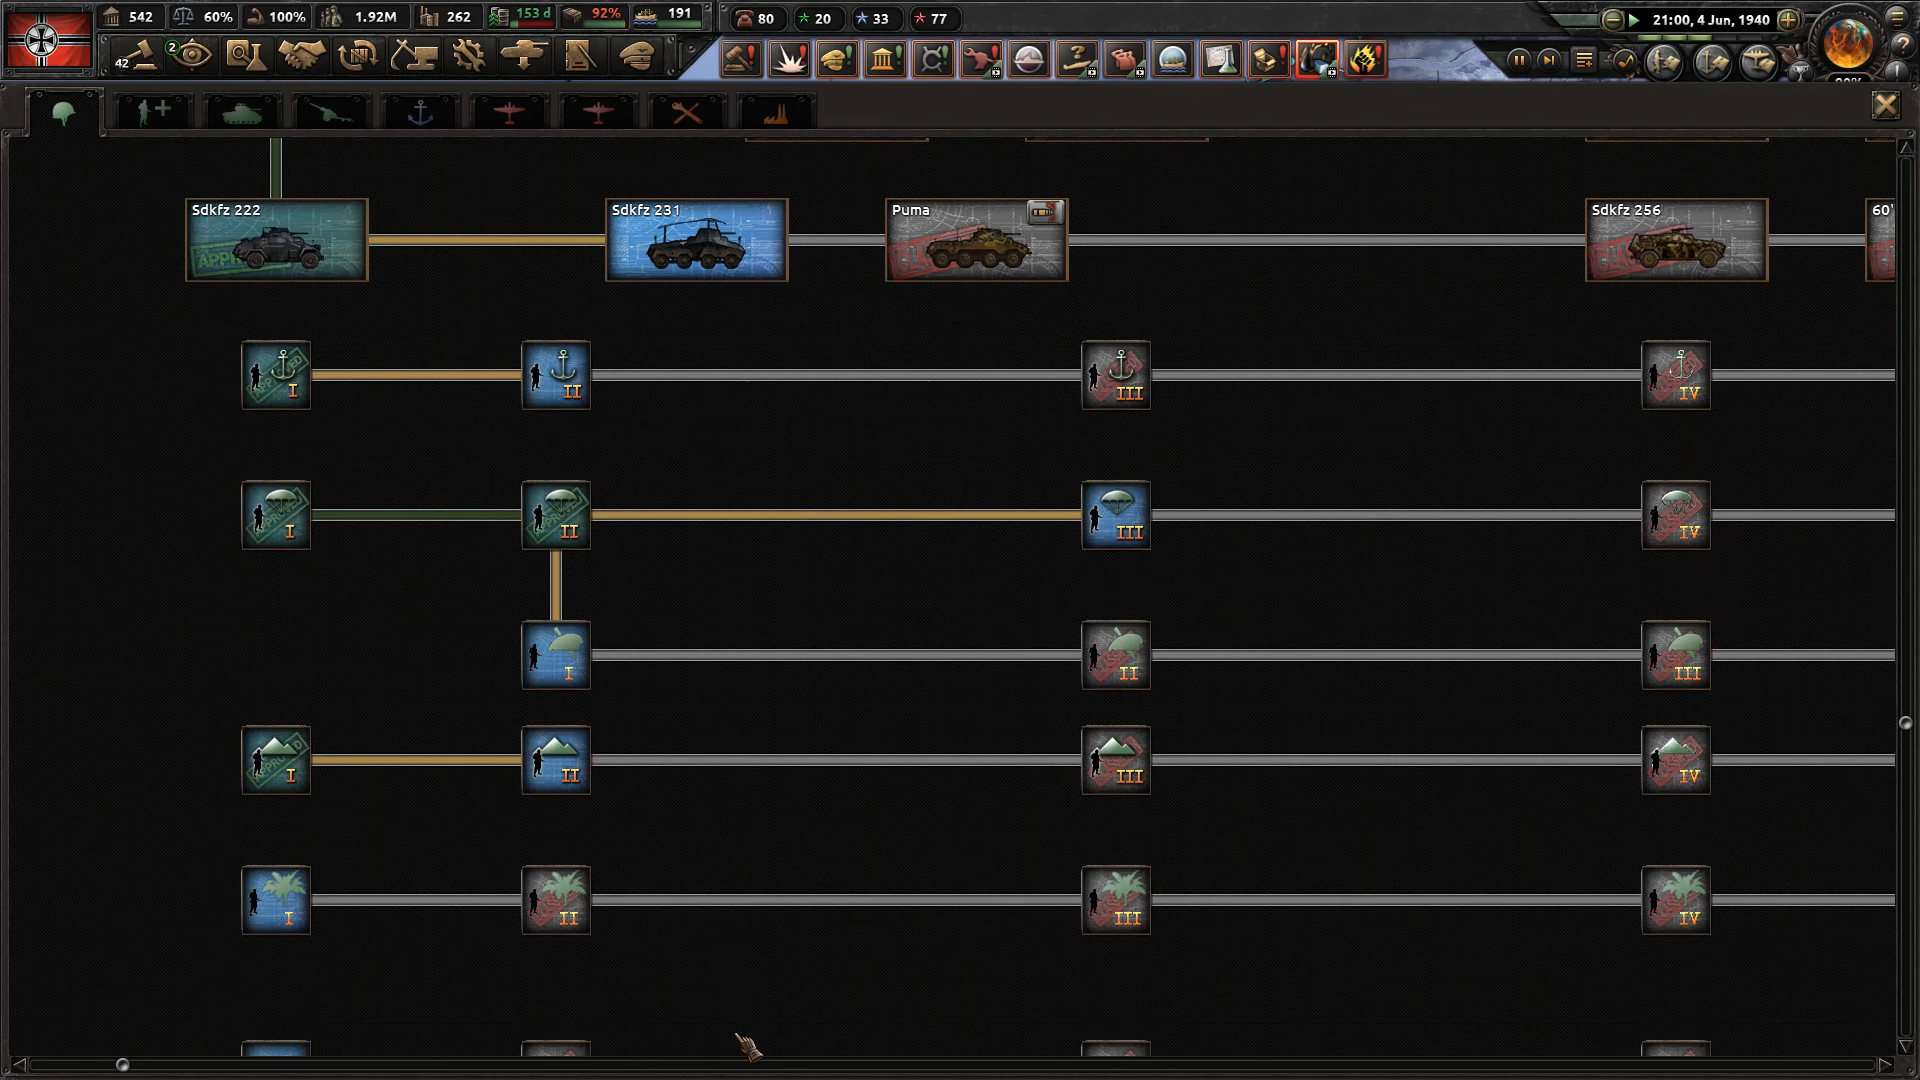 542 60% 100% 1.92M 262 153 d 92% 191 80 20 33 77 21:00, 4 Jun, 1940
42 2
Sdkfz 222 Sdkfz 231 Puma Sdkfz 256 60'
I II III IV
I II III IV
I II III
I II III IV
I II III IV